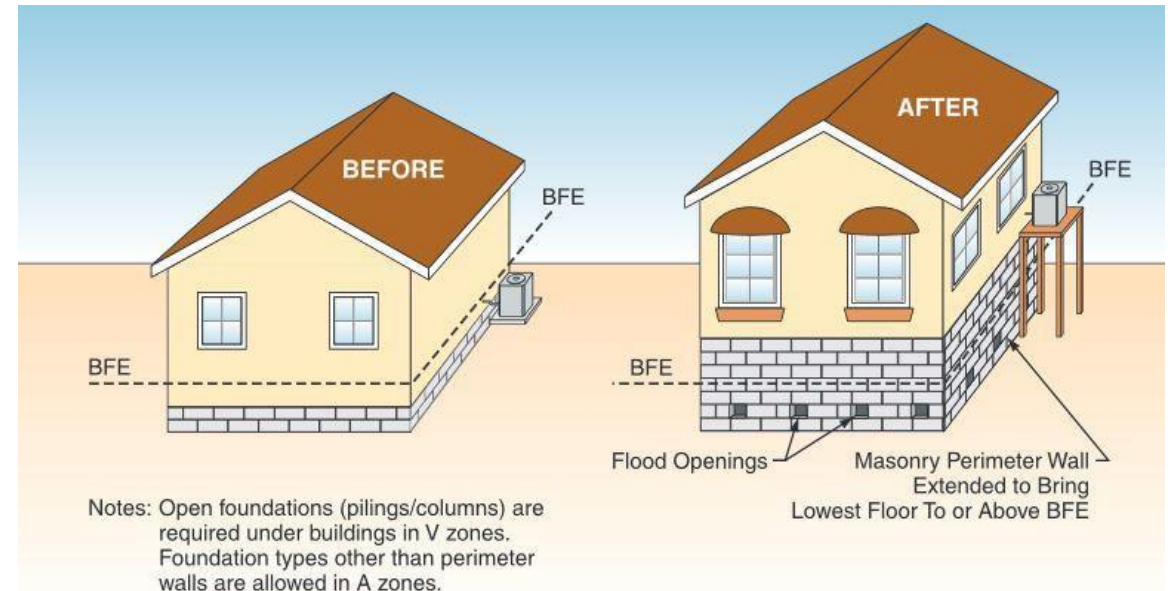 BEFORE
BFE
BFE
AFTER
BFE
BFE
Flood Openings
Masonry Perimeter Wall
Extended to Bring
Lowest Floor To or Above BFE
Notes: Open foundations (pilings/columns) are
required under buildings in V zones.
Foundation types other than perimeter
walls are allowed in A zones.